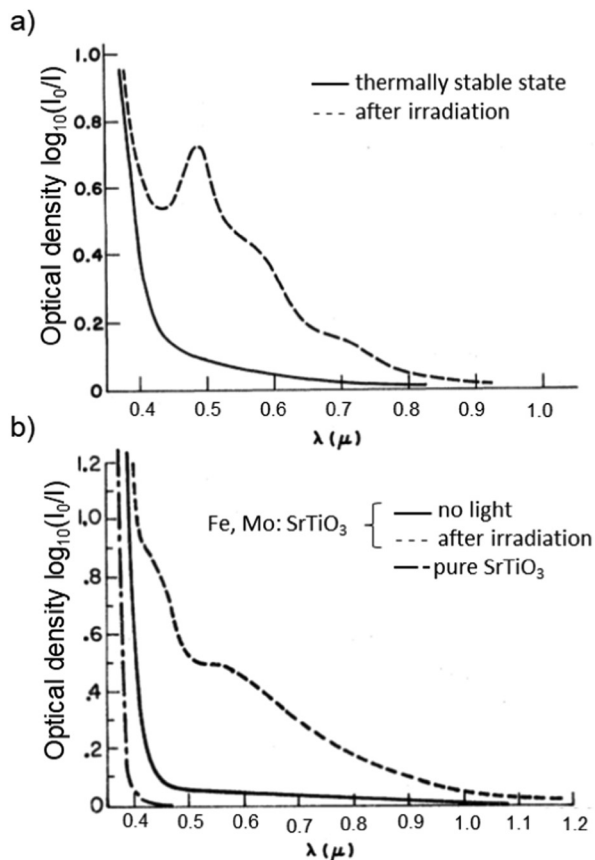 a)
Optical density log₁₀(I₀/I)
1.0
0.8
0.6
0.4
0.2
0
thermally stable state
after irradiation
0.4 0.5 0.6 0.7 0.8 0.9 1.0
λ(μ)
b)
Optical density log₁₀(I₀/I)
1.2
1.0
.8
.6
.4
.2
0
Fe, Mo: SrTiO₃
no light
after irradiation
pure SrTiO₃
0.4 0.5 0.6 0.7 0.8 0.9 1.0 1.1 1.2
λ(μ)